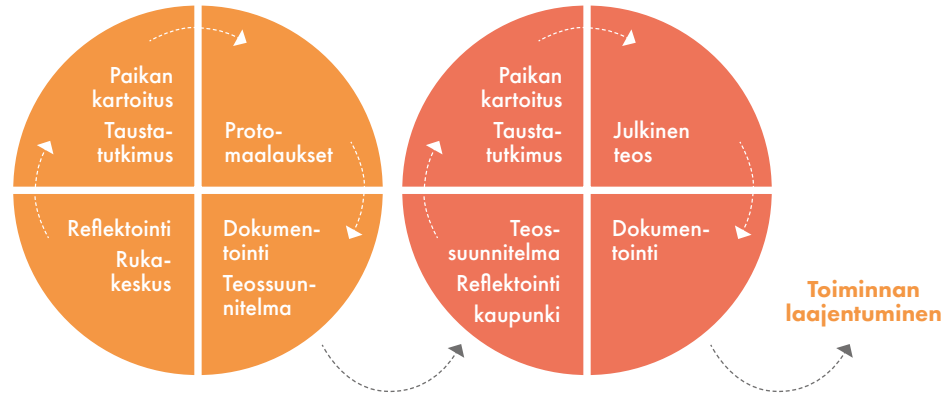 Paikan
kartoitus
Tausta-
tutkimus
Proto-
maalaukset
Reflektointi
Ruka-
keskus
Dokumen-
tointi
Teossuun-
nitelma
Paikan
kartoitus
Tausta-
tutkimus
Julkinen
teos
Teos-
suunnitelma
Reflektointi
kaupunki
Dokumen-
tointi
Toiminnan
laajentuminen